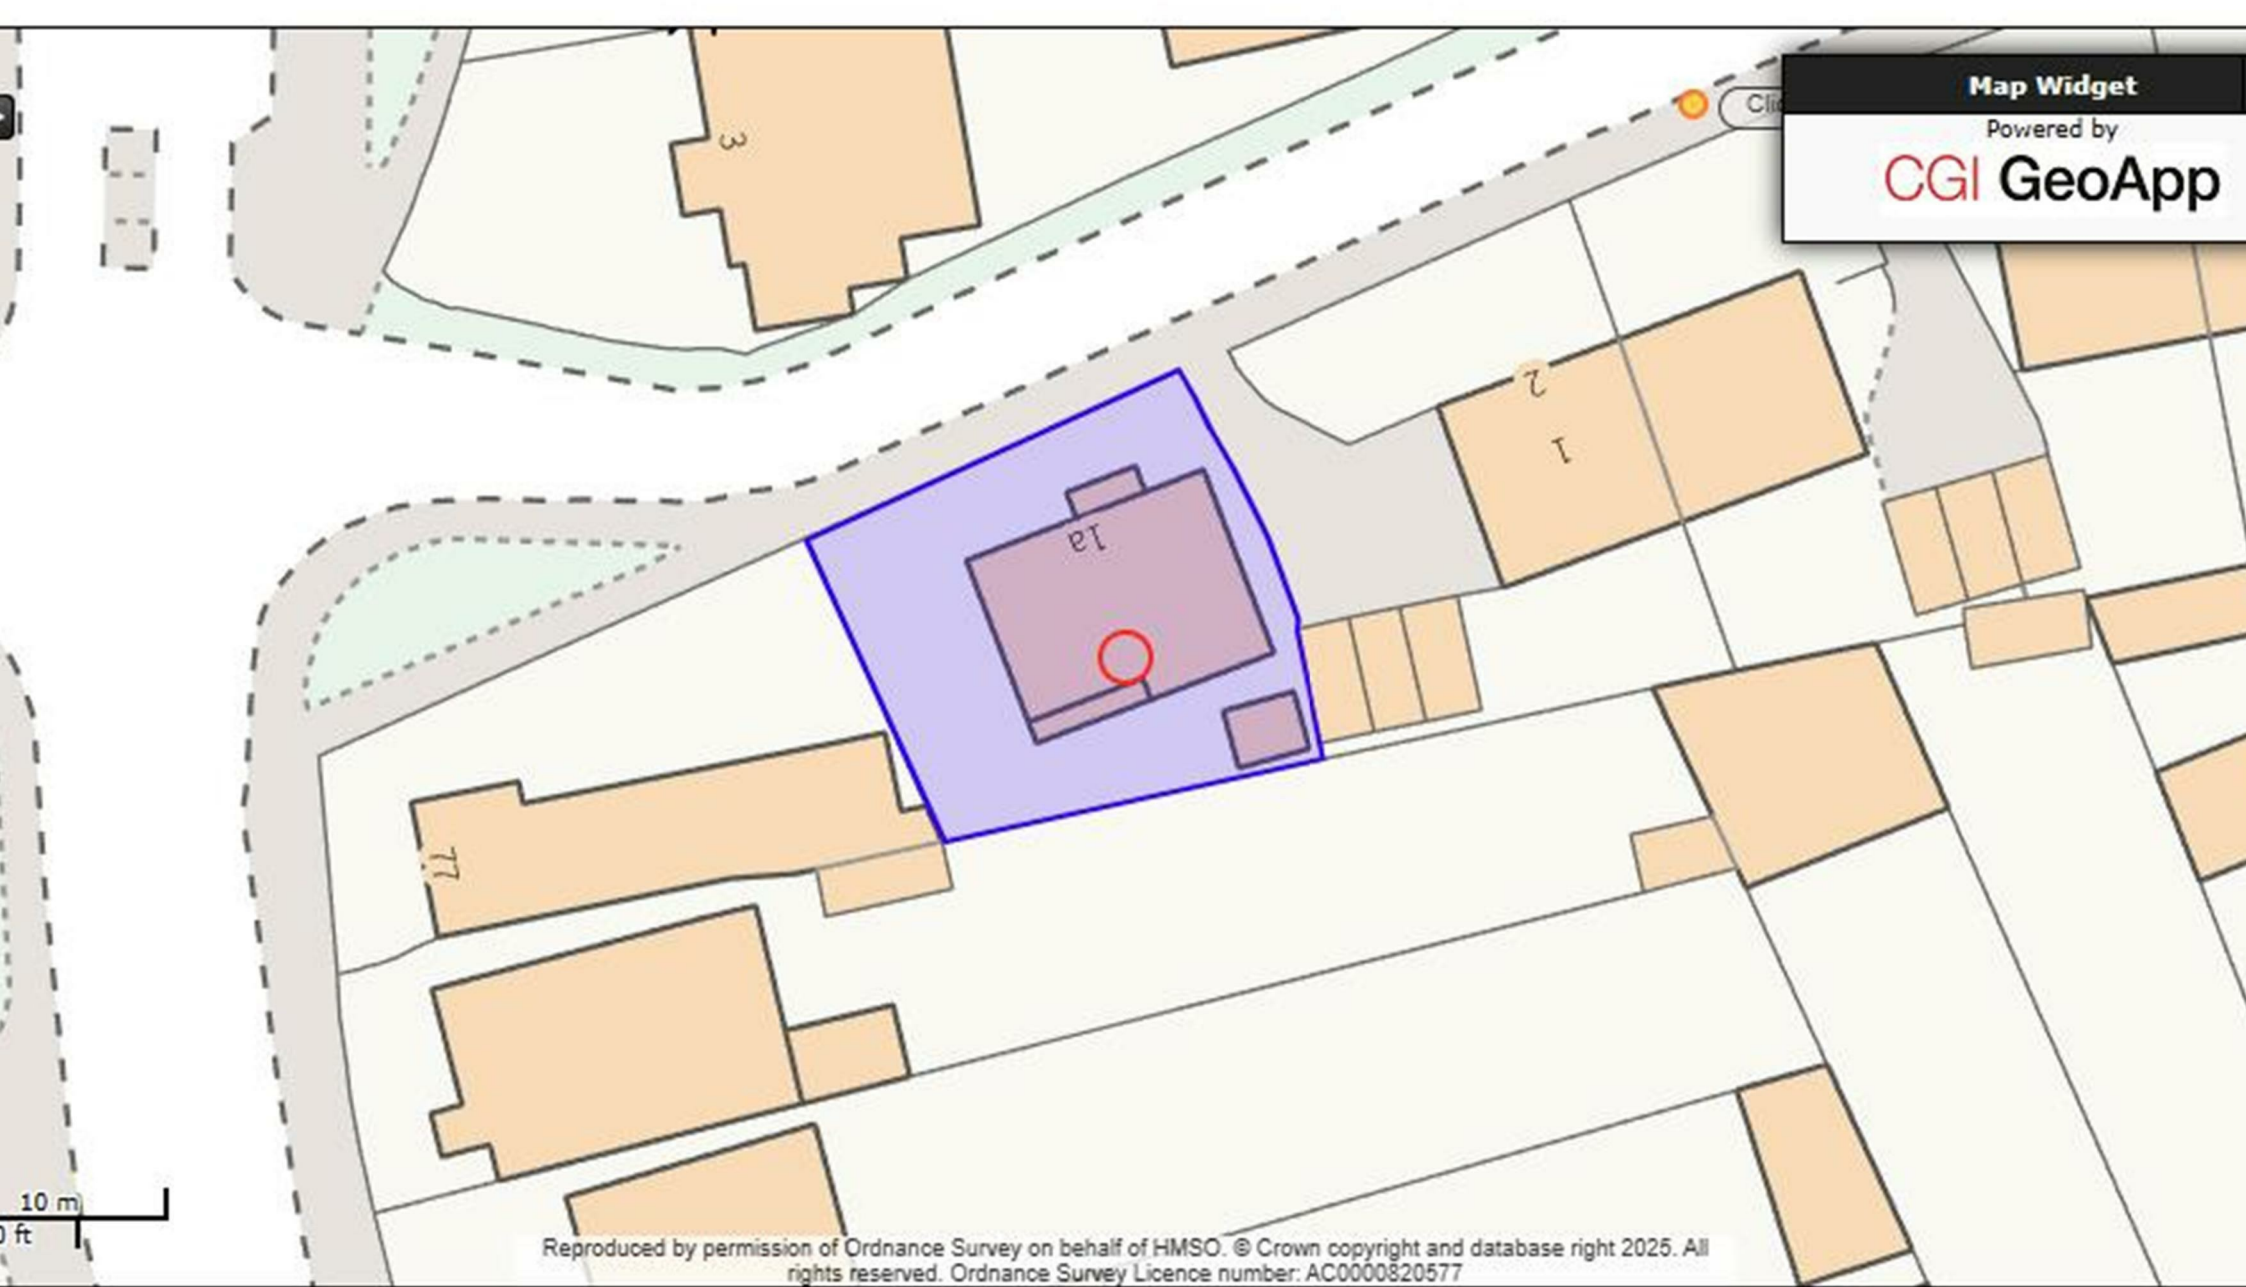 Map Widget
Powered by
CGI GeoApp
3
2
1
1a
77
10 m
ft
Reproduced by permission of Ordnance Survey on behalf of HMSO. © Crown copyright and database right 2025. All
rights reserved. Ordnance Survey Licence number: AC0000820577